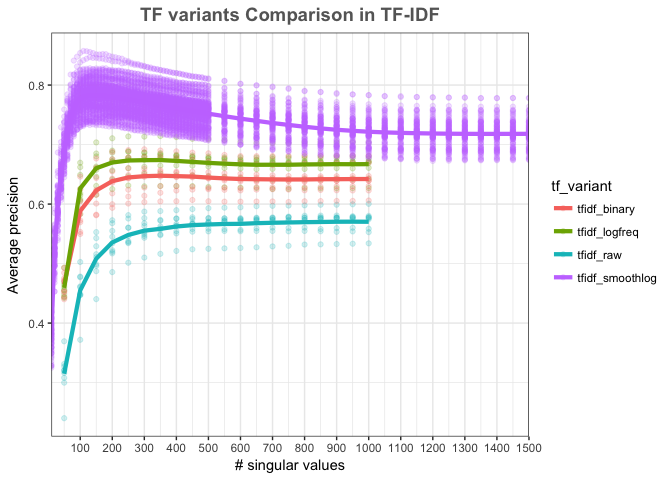 TF variants Comparison in TF-IDF
Average precision
0.8
0.6
0.4
100 200 300 400 500 600 700 800 900 1000 1100 1200 1300 1400 1500
# singular values
tf_variant
tfidf_binary
tfidf_logfreq
tfidf_raw
tfidf_smoothlog